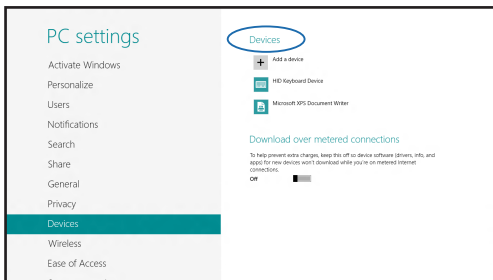 PC settings
Activate Windows
Personalize
Users
Notifications
Search
Share
General
Privacy
Devices
Wireless
Ease of Access
Devices
Add a device
HID Keyboard Device
Microsoft XPS Document Writer
Download over metered connections
To help prevent extra charges, keep this off so device software (drivers, info, and
apps) for new devices won't download while you're on metered Internet
connections.
Off